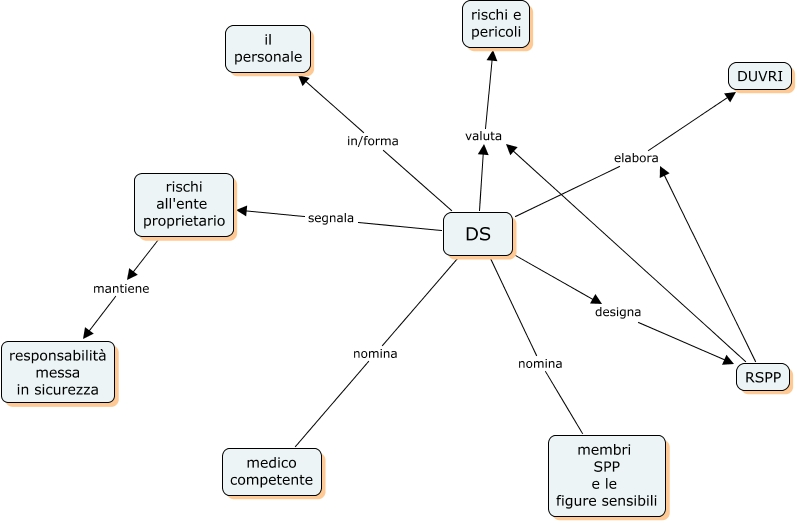 rischi e
pericoli
il
personale
DUVRI
valuta
in/forma
elabora
rischi
all'ente
proprietario
segnala
DS
mantiene
designa
responsabilità
messa
in sicurezza
nomina
nomina
RSPP
medico
competente
membri
SPP
e le
figure sensibili